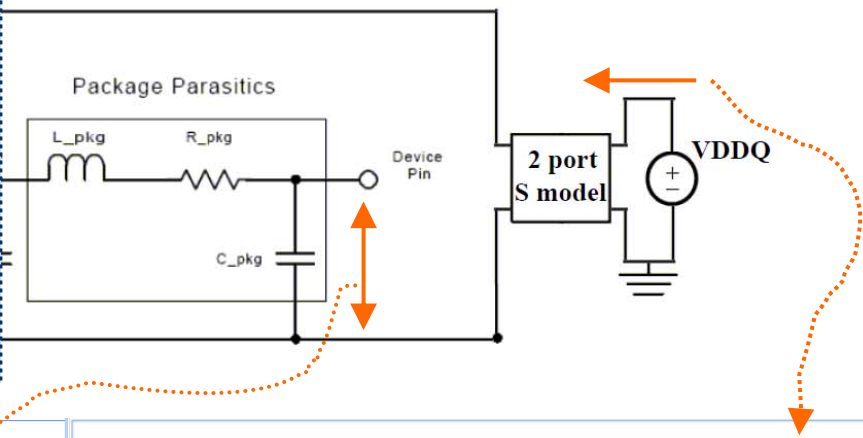 Package Parasitics
L_pkg
R_pkg
Device
Pin
C_pkg
2 port
S model
VDDQ
+
−